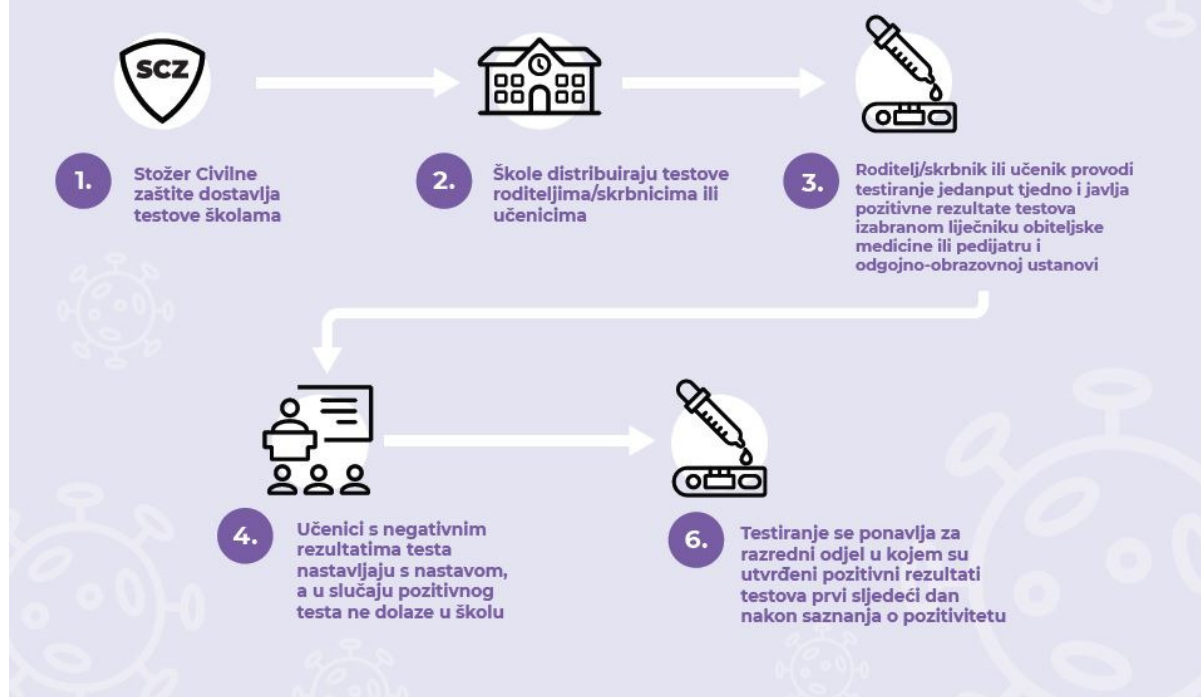 SCZ
1.
Stožer Civilne
zaštite dostavlja
testove školama
2.
Škole distribuiraju testove
roditeljima/skrbnicima ili
učenicima
3.
Roditelj/skrbnik ili učenik provodi
testiranje jedanput tjedno i javlja
pozitivne rezultate testova
izabranom liječniku obiteljske
medicine ili pedijatru i
odgojno-obrazovnoj ustanovi
4.
Učenici s negativnim
rezultatima testa
nastavljaju s nastavom,
a u slučaju pozitivnog
testa ne dolaze u školu
6.
Testiranje se ponavlja za
razredni odjel u kojem su
utvrđeni pozitivni rezultati
testova prvi sljedeći dan
nakon saznanja o pozitivitetu